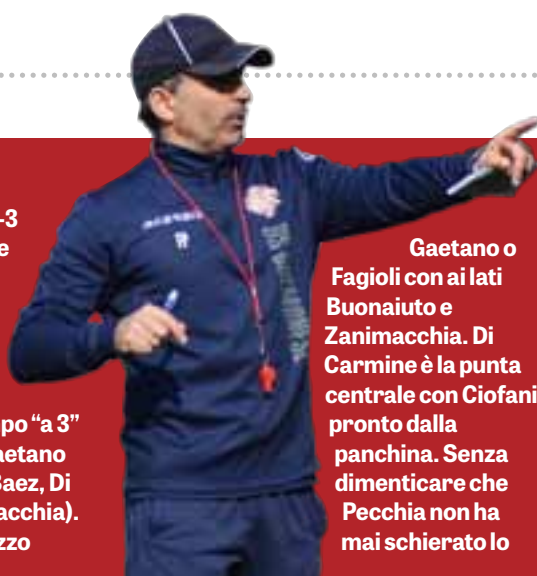 -3
e
po “a 3”
aetano
Baez, Di
acchia).
zzo
Gaetano o
Fagioli con ai lati
Buonaiuto e
Zanimacchia. Di
Carmine è la punta
centrale con Ciofani
pronto dalla
panchina. Senza
dimenticare che
Pecchia non ha
mai schierato lo